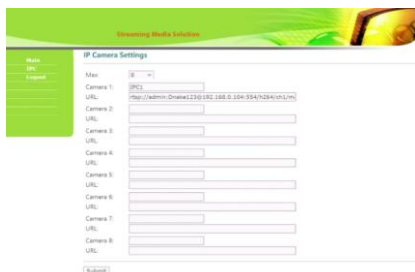 Streaming Media Solution
Main
IPC
Logout
IP Camera Settings
Max: 8
Camera 1: IPC1
URL: rtsp://admin:Dnake123@192.168.0.104:554/h264/ch1/m
Camera 2:
URL:
Camera 3:
URL:
Camera 4:
URL:
Camera 5:
URL:
Camera 6:
URL:
Camera 7:
URL:
Camera 8:
URL:
Submit